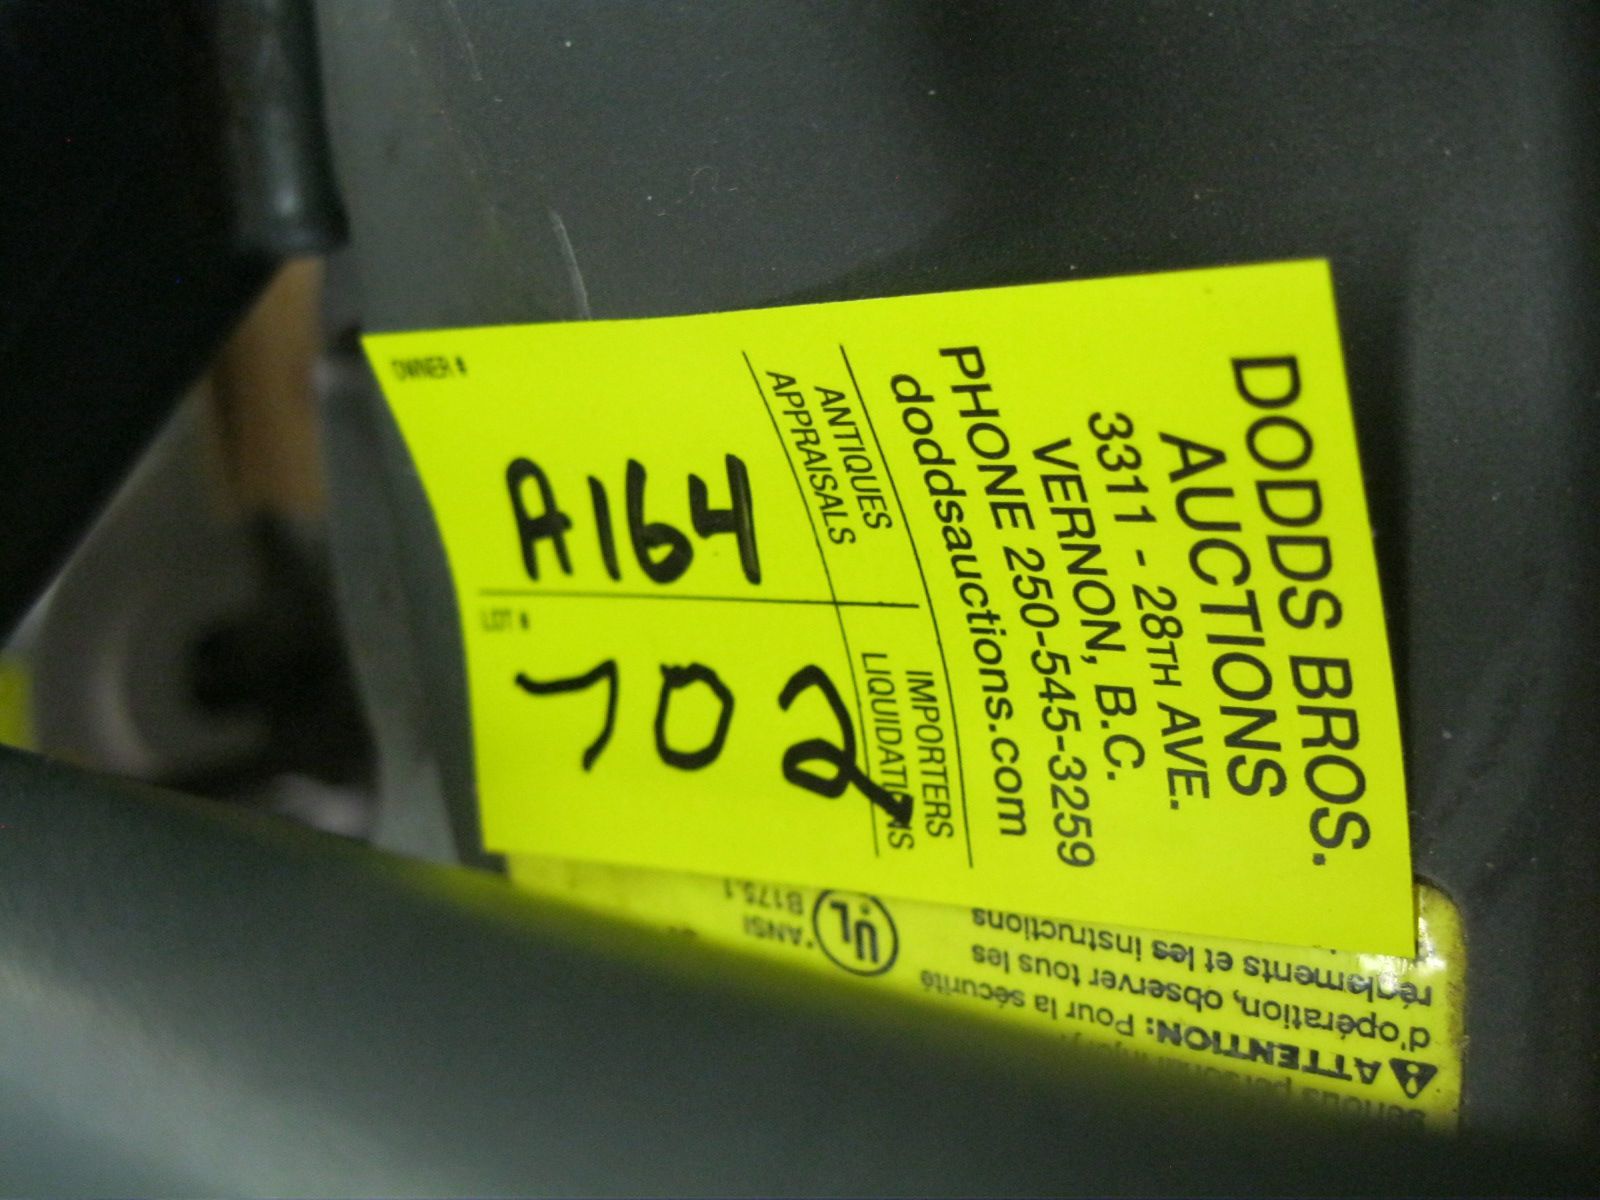 DODDS BROS.
AUCTIONS
3311 - 28TH AVE.
VERNON, B.C.
PHONE 250-545-3259
doddsauctions.com
ANTIQUES
APPRAISALS
IMPORTERS
LIQUIDATIONS
OWNER #
A164
LOT #
702
ATTENTION: Pour la sécurité
d'opération, observer tous les
règlements et les instructions
UL
*ANSI
B175.1